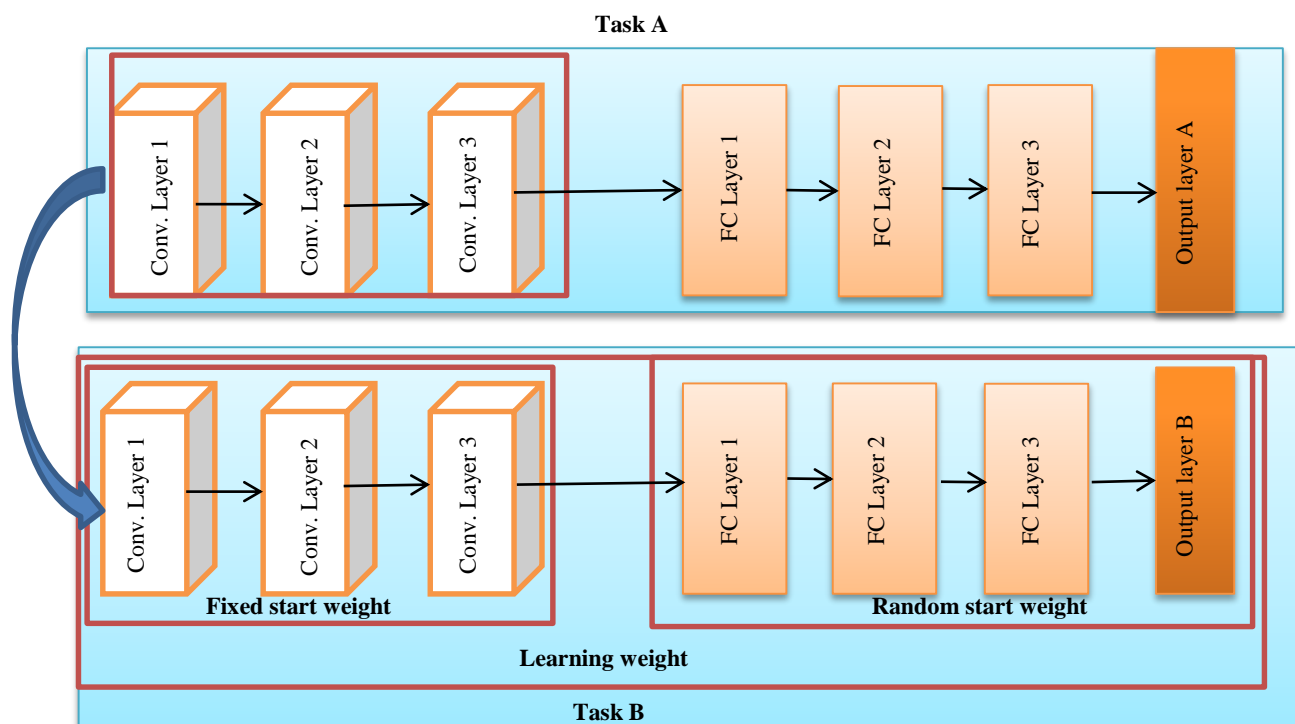 Task A
Conv. Layer 1
Conv. Layer 2
Conv. Layer 3
FC Layer 1
FC Layer 2
FC Layer 3
Output layer A
Conv. Layer 1
Conv. Layer 2
Conv. Layer 3
FC Layer 1
FC Layer 2
FC Layer 3
Output layer B
Fixed start weight
Random start weight
Learning weight
Task B